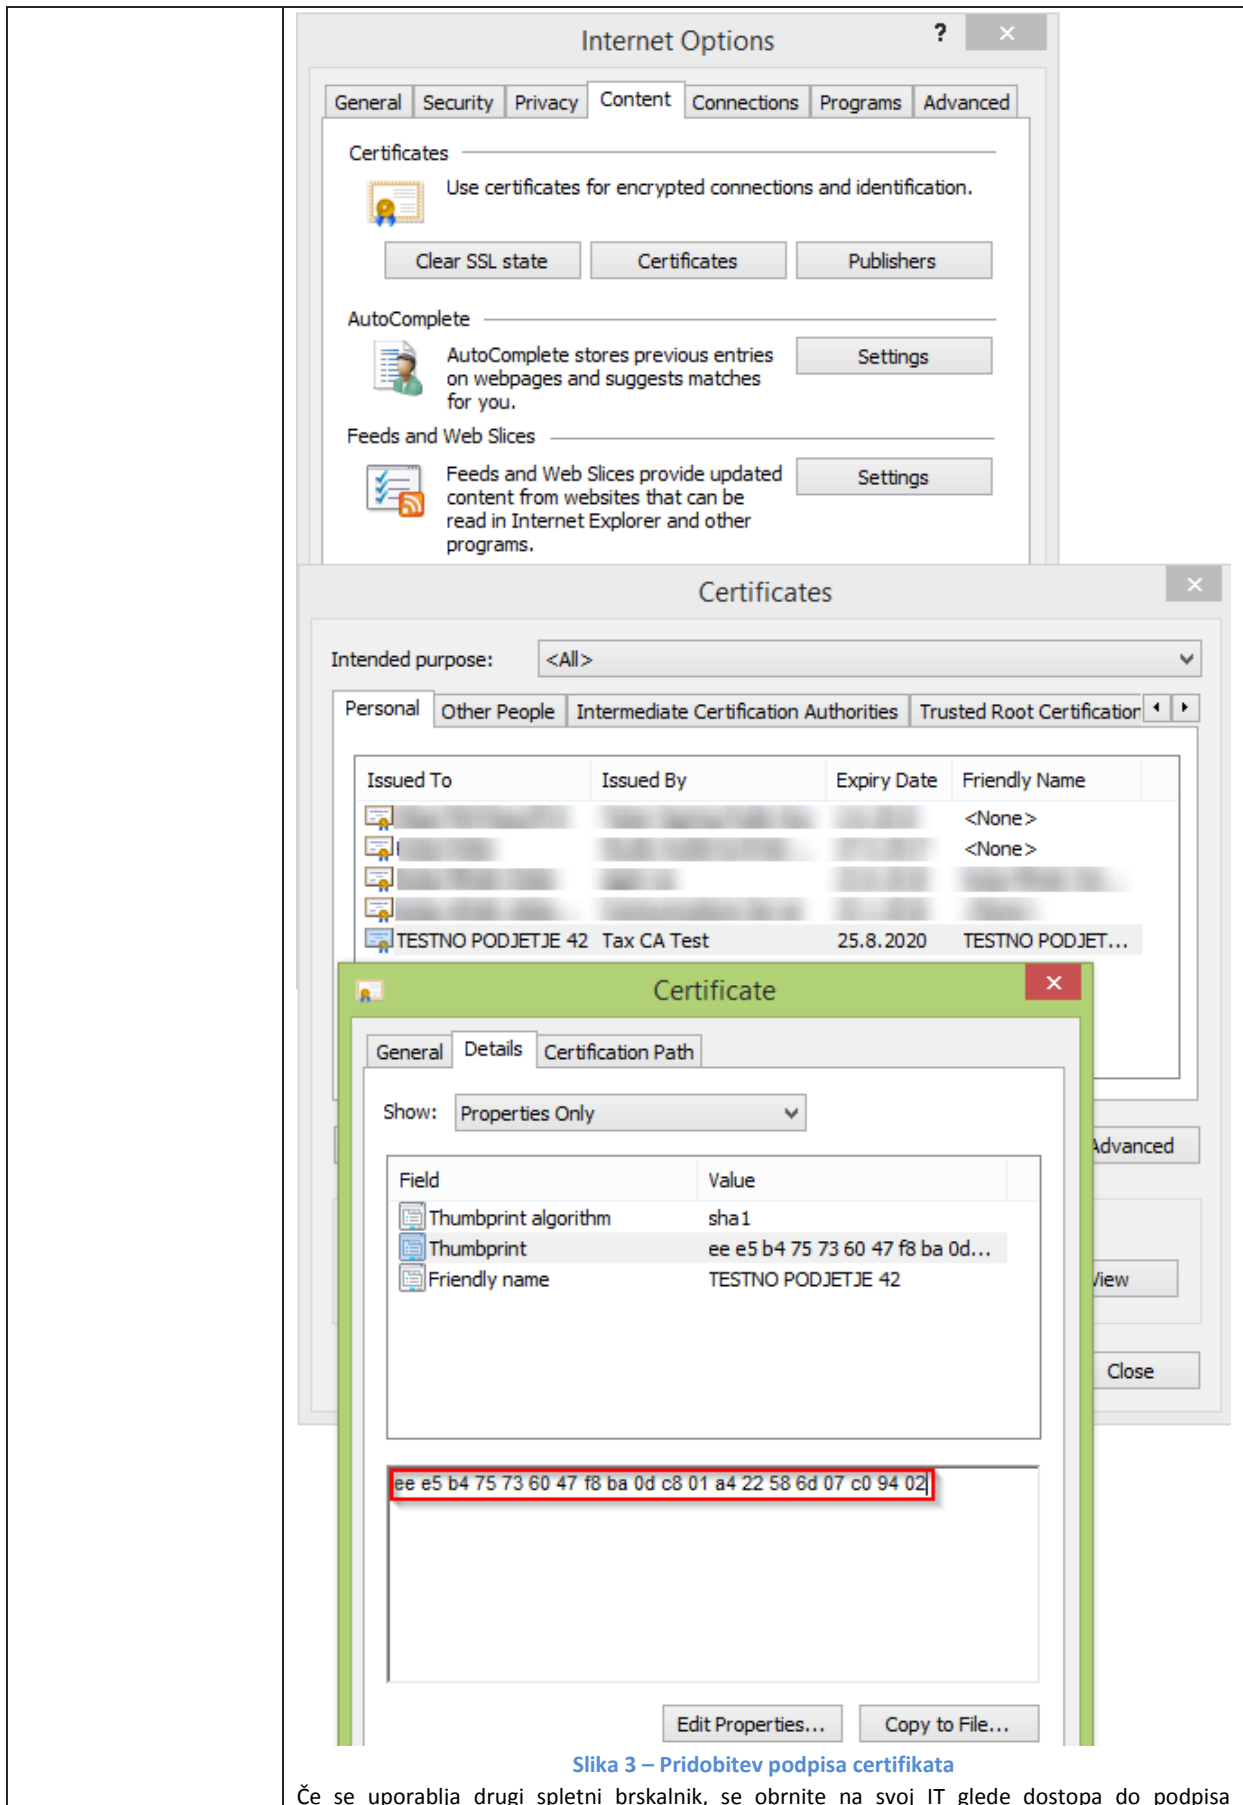 Internet Options
?
General Security Privacy Content Connections Programs Advanced
Certificates
Use certificates for encrypted connections and identification.
Clear SSL state Certificates Publishers
AutoComplete
AutoComplete stores previous entries
on webpages and suggests matches
for you.
Settings
Feeds and Web Slices
Feeds and Web Slices provide updated
content from websites that can be
read in Internet Explorer and other
programs.
Settings
Certificates
Intended purpose: <All>
Personal Other People Intermediate Certification Authorities Trusted Root Certification
Issued To Issued By Expiry Date Friendly Name
<None>
<None>
TESTNO PODJETJE 42 Tax CA Test 25.8.2020 TESTNO PODJET...
Certificate
General Details Certification Path
Show: Properties Only
Advanced
Field Value
Thumbprint algorithm sha1
Thumbprint ee e5 b4 75 73 60 47 f8 ba 0d...
Friendly name TESTNO PODJETJE 42
View
Close
ee e5 b4 75 73 60 47 f8 ba 0d c8 01 a4 22 58 6d 07 c0 94 02
Edit Properties... Copy to File...
Slika 3 – Pridobitev podpisa certifikata
Če se uporablja drugi spletni brskalnik, se obrnite na svoj IT glede dostopa do podpisa